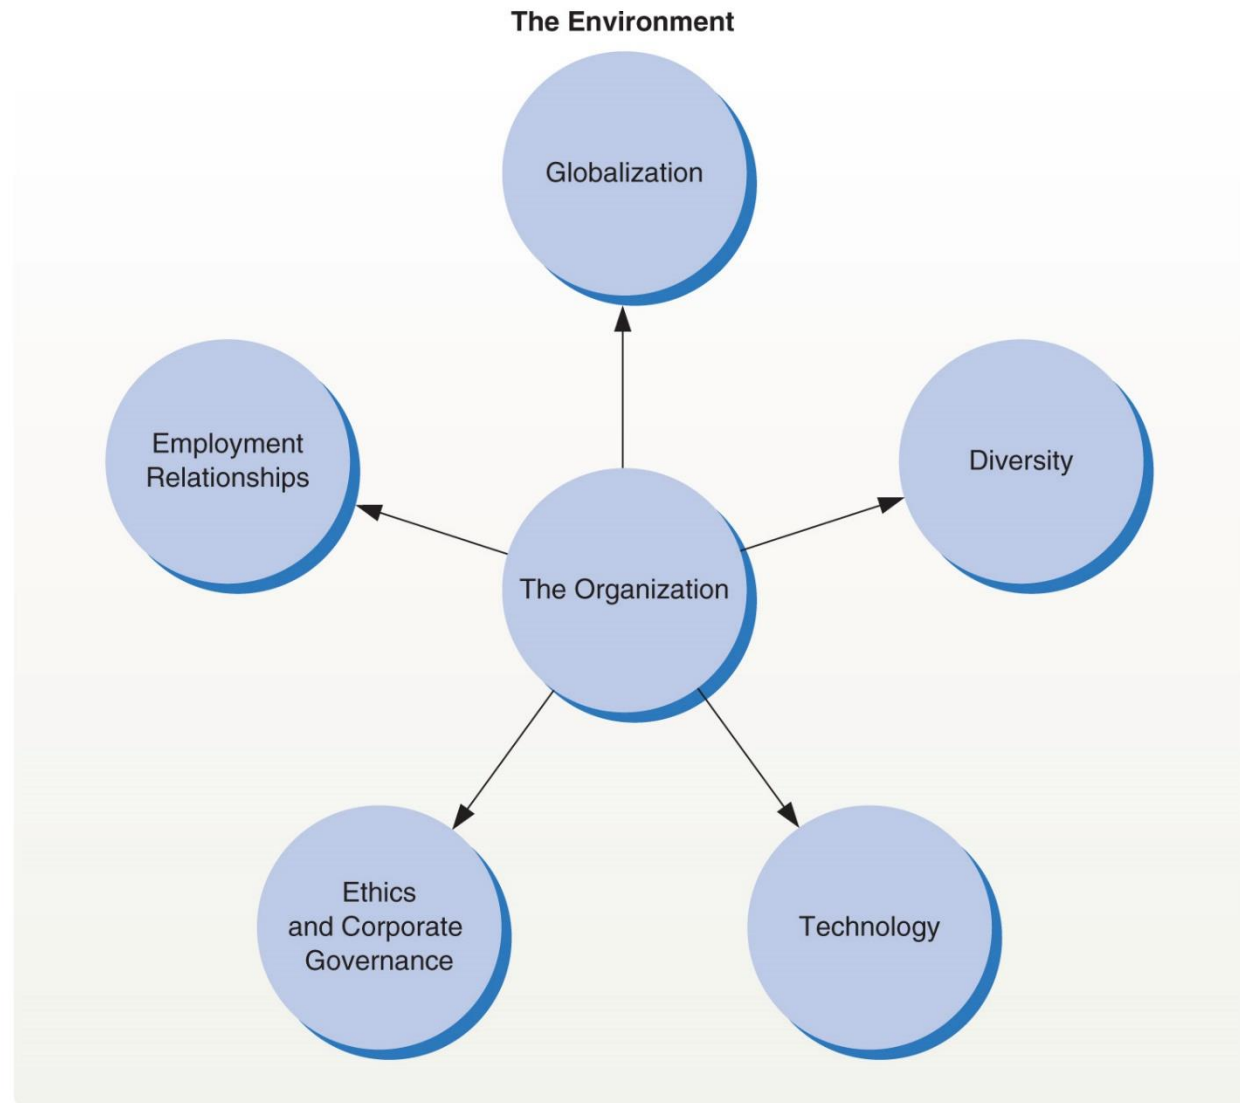 The Environment
Globalization
Employment
Relationships
Diversity
The Organization
Ethics
and Corporate
Governance
Technology